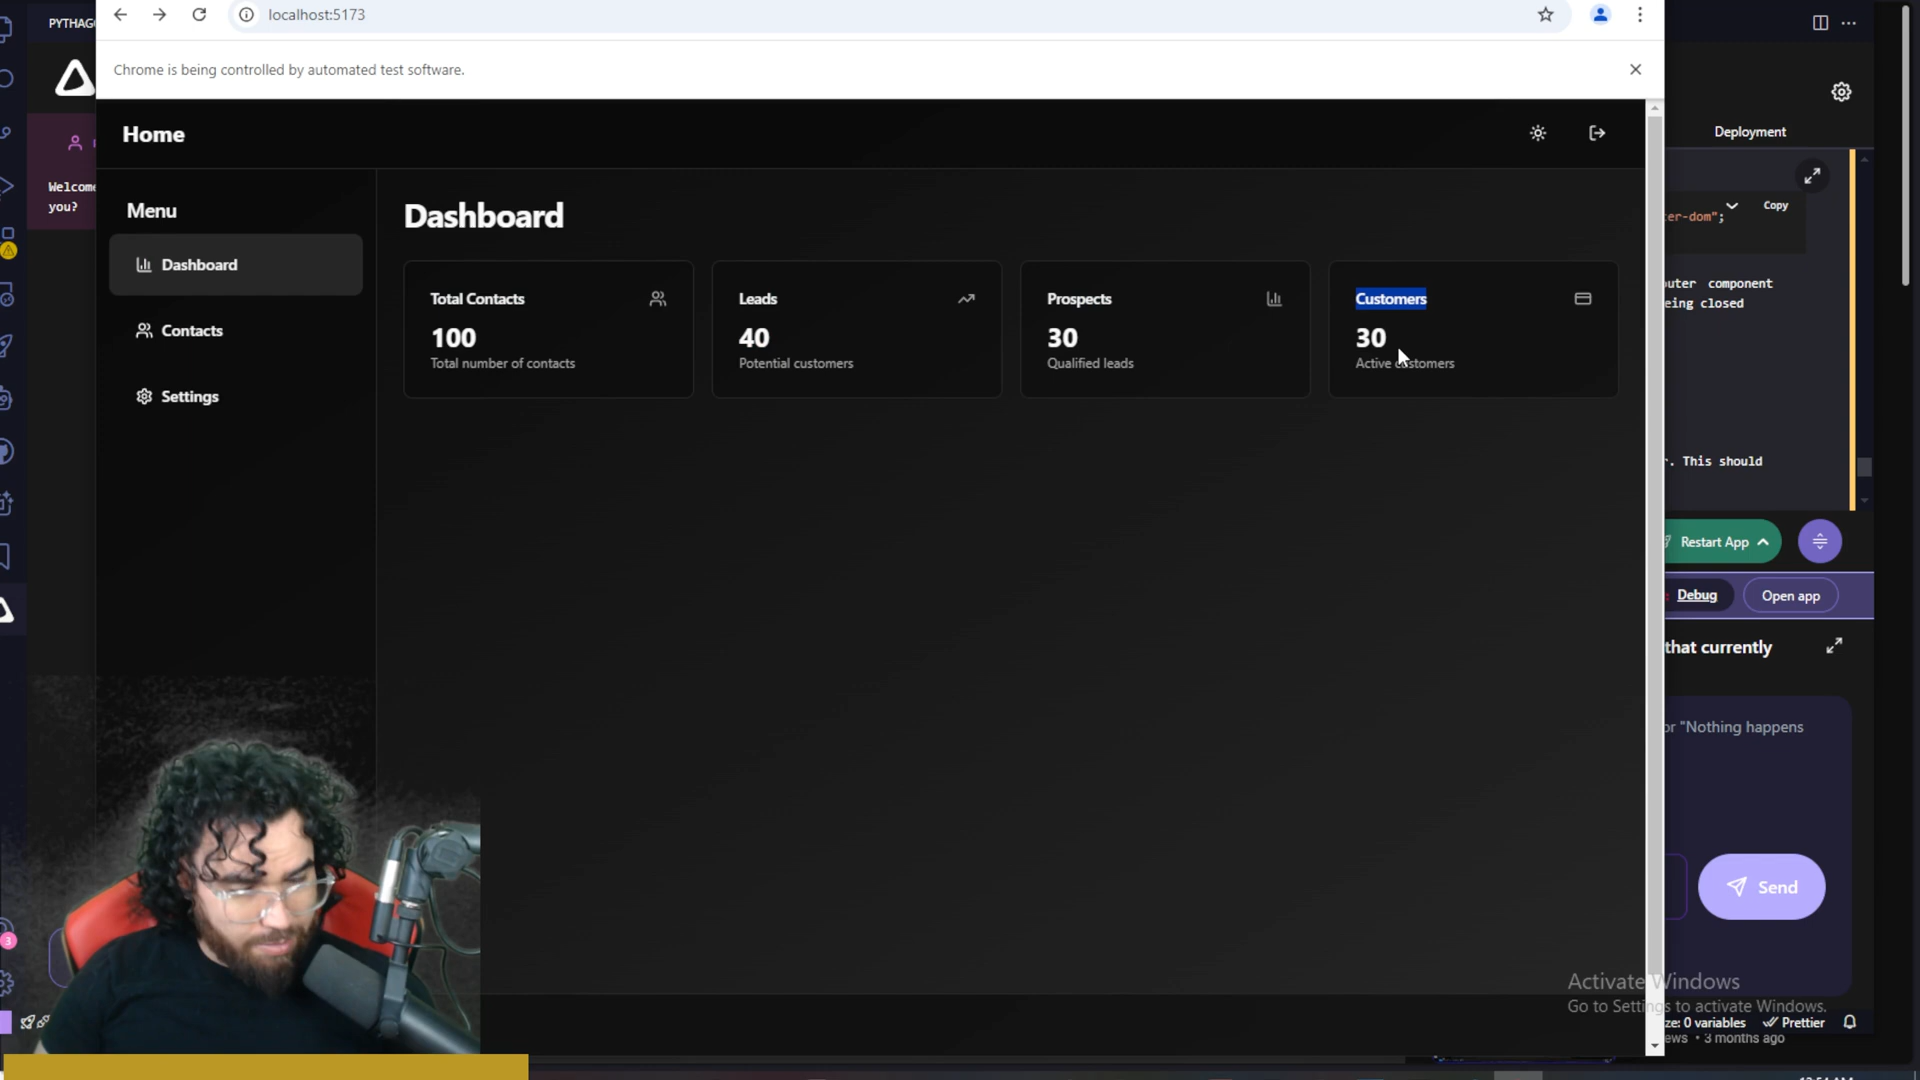 localhost:5173
Chrome is being controlled by automated test software.
Home
Menu
Dashboard
Contacts
Settings
Dashboard
Total Contacts
100
Total number of contacts
Leads
40
Potential customers
Prospects
30
Qualified leads
Customers
30
Active customers
Welcome
you?
Deployment
Copy
er-dom";
component
eing closed
. This should
Restart App
Debug
Open app
that currently
"Nothing happens
Send
Activate Windows
Go to Settings to activate Windows.
0 variables
Prettier
• 3 months ago
3